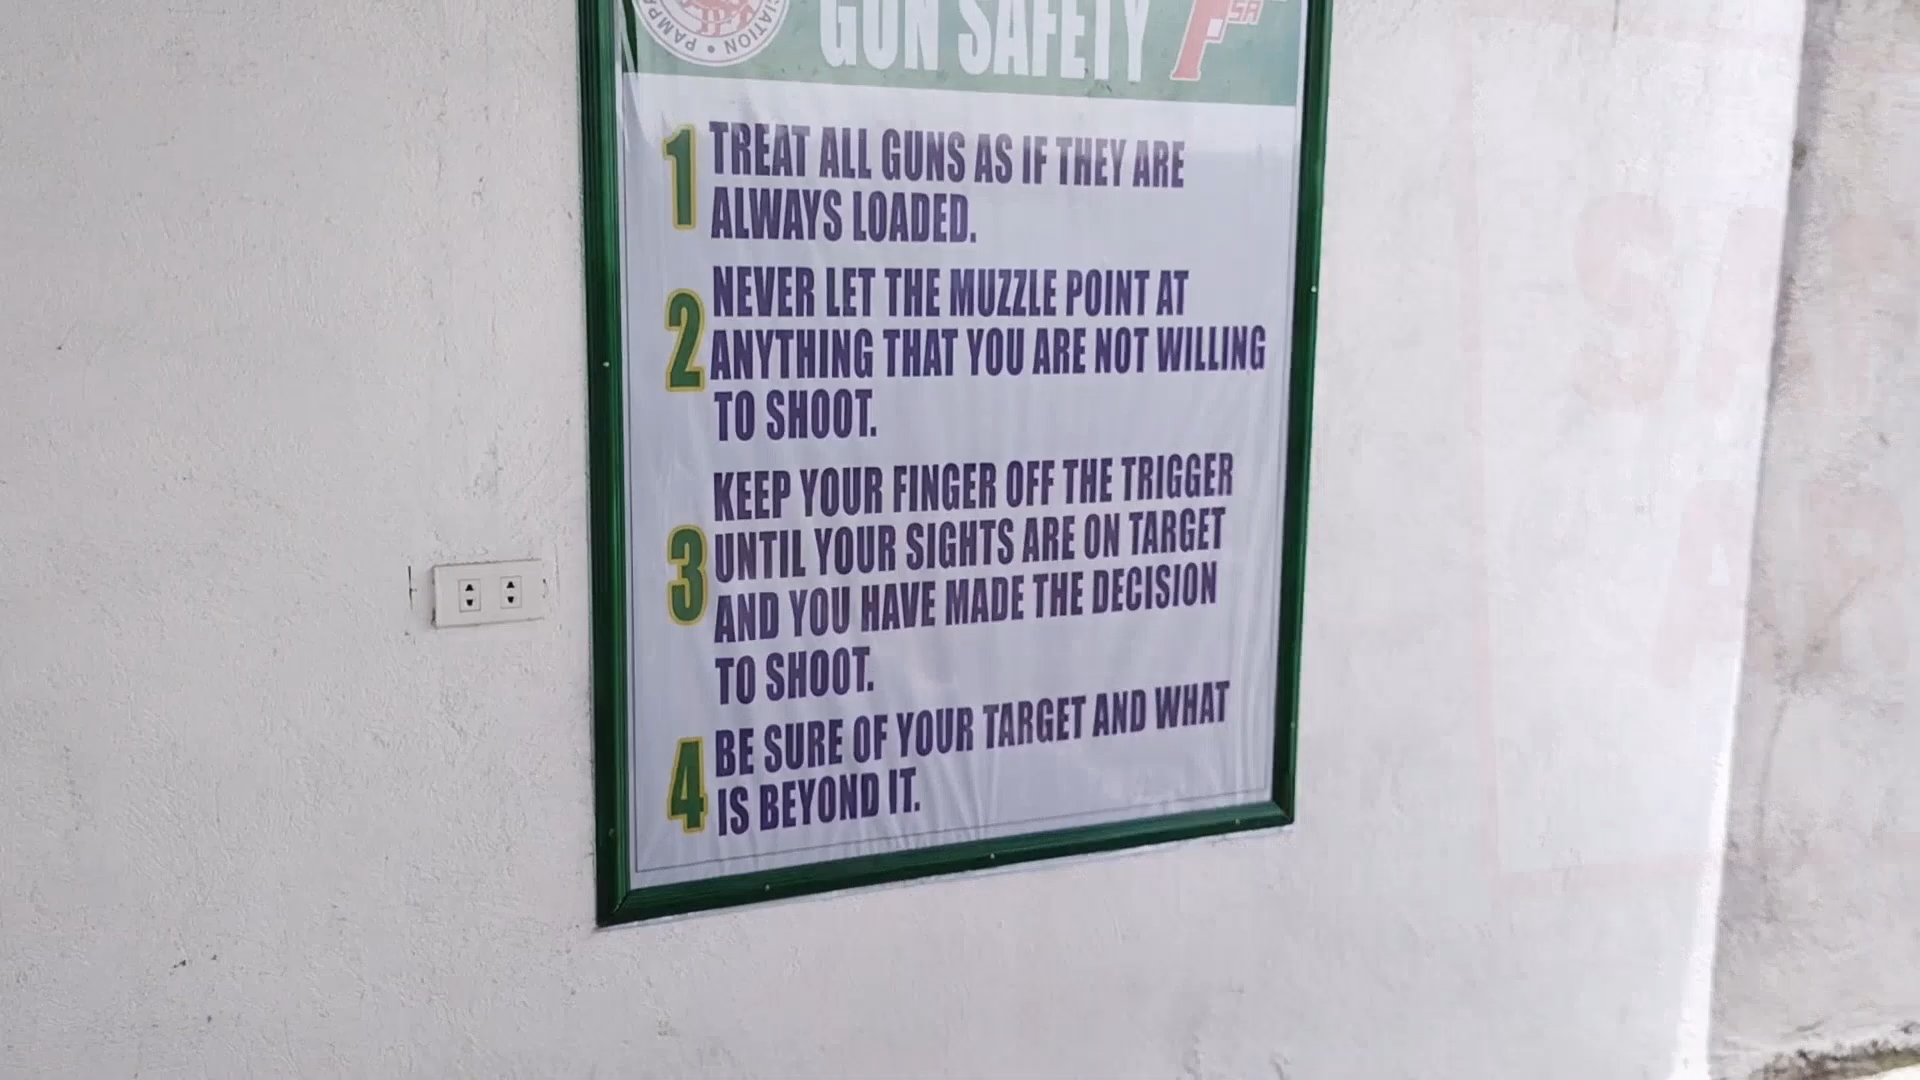 GUN SAFETY
1 TREAT ALL GUNS AS IF THEY ARE
ALWAYS LOADED.
2 NEVER LET THE MUZZLE POINT AT
ANYTHING THAT YOU ARE NOT WILLING
TO SHOOT.
3 KEEP YOUR FINGER OFF THE TRIGGER
UNTIL YOUR SIGHTS ARE ON TARGET
AND YOU HAVE MADE THE DECISION
TO SHOOT.
4 BE SURE OF YOUR TARGET AND WHAT
IS BEYOND IT.